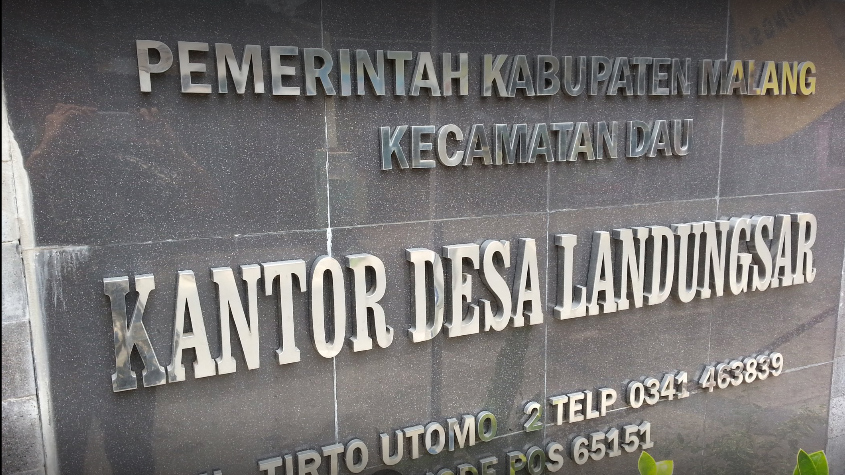 PEMERINTAH KABUPATEN MALANG
KECAMATAN DAU
KANTOR DESA LANDUNGSAR
TIRTO UTOMO 2 TELP 0341 463839
POS 65151